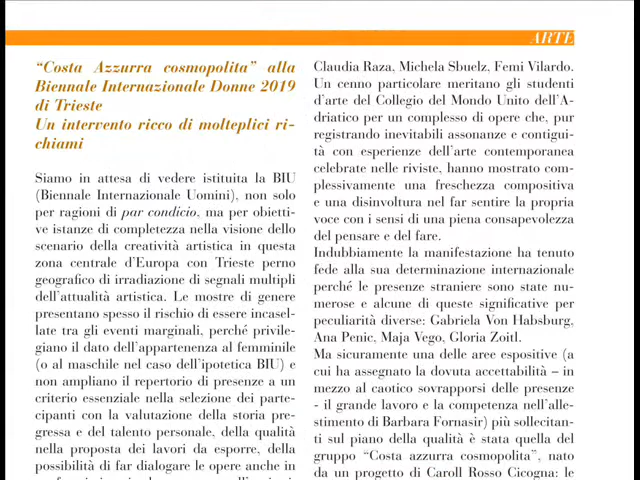 ARTE
“Costa Azzurra cosmopolita” alla
Biennale Internazionale Donne 2019
di Trieste
Un intervento ricco di molteplici ri-
chiami
Siamo in attesa di vedere istituita la BIU
(Biennale Internazionale Uomini), non solo
per ragioni di par condicio, ma per obietti-
ve istanze di completezza nella visione dello
scenario della creatività artistica in questa
zona centrale d’Europa con Trieste perno
geografico di irradiazione di segnali multipli
dell’attualità artistica. Le mostre di genere
presentano spesso il rischio di essere incasel-
late tra gli eventi marginali, perché privile-
giano il dato dell’appartenenza al femminile
(o al maschile nel caso dell’ipotetica BIU) e
non ampliano il repertorio di presenze a un
criterio essenziale nella selezione dei parte-
cipanti con la valutazione della storia pre-
gressa e del talento personale, della qualità
nella proposta dei lavori da esporre, della
possibilità di far dialogare le opere anche in
Claudia Raza, Michela Sbuelz, Femi Vilardo.
Un cenno particolare meritano gli studenti
d’arte del Collegio del Mondo Unito dell’A-
driatico per un complesso di opere che, pur
registrando inevitabili assonanze e contigui-
tà con esperienze dell’arte contemporanea
celebrate nelle riviste, hanno mostrato com-
plessivamente una freschezza compositiva
e una disinvoltura nel far sentire la propria
voce con i sensi di una piena consapevolezza
del pensare e del fare.
Indubbiamente la manifestazione ha tenuto
fede alla sua determinazione internazionale
perché le presenze straniere sono state nu-
merose e alcune di queste significative per
peculiarità diverse: Gabriela Von Habsburg,
Ana Penic, Maja Vego, Gloria Zoitl.
Ma sicuramente una delle aree espositive (a
cui ha assegnato la dovuta accettabilità – in
mezzo al caotico sovrapporsi delle presenze
- il grande lavoro e la competenza nell’alle-
stimento di Barbara Fornasir) più sollecitan-
ti sul piano della qualità è stata quella del
gruppo “Costa azzurra cosmopolita”, nato
da un progetto di Caroll Rosso Cicogna: le